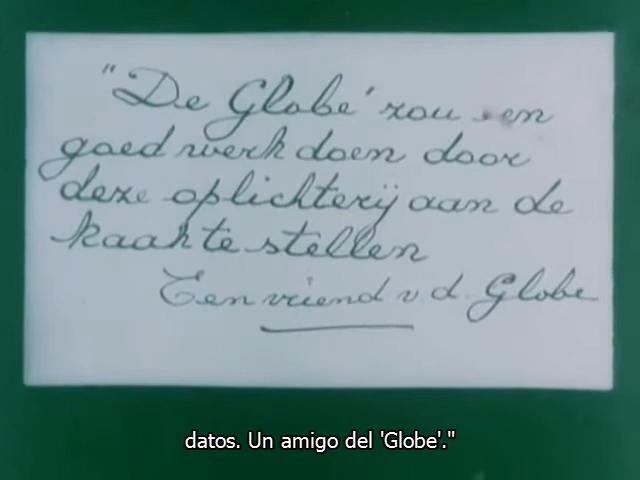 "De Globe' zou een
goed werk doen door
deze oplichterij aan de
kaak te stellen
Een vriend v.d. Globe
datos. Un amigo del 'Globe'."